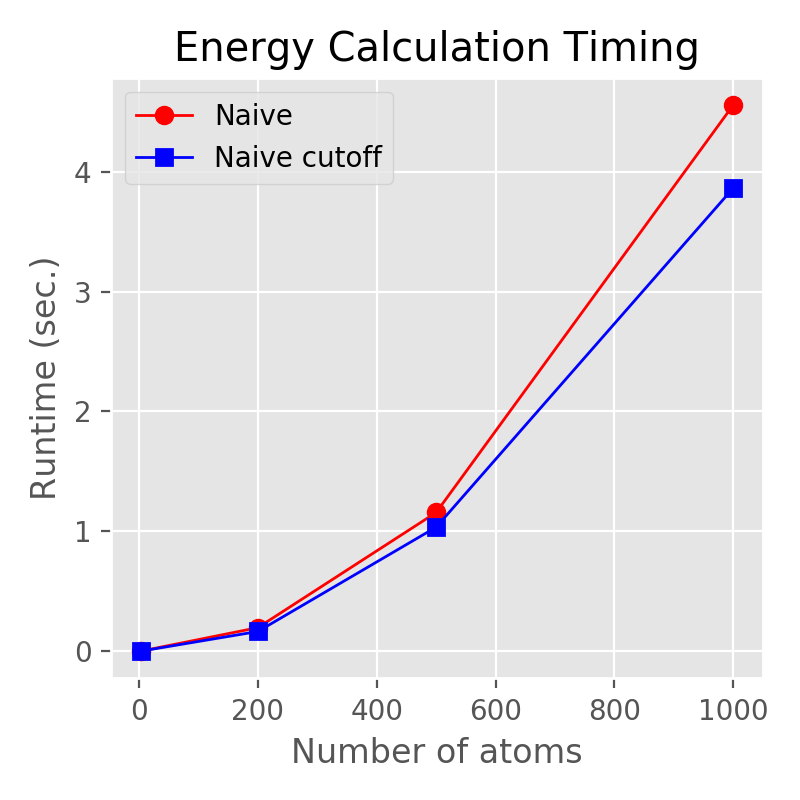 Energy Calculation Timing
Naive
Naive cutoff
4
3
2
1
0
Runtime (sec.)
0 200 400 600 800 1000
Number of atoms